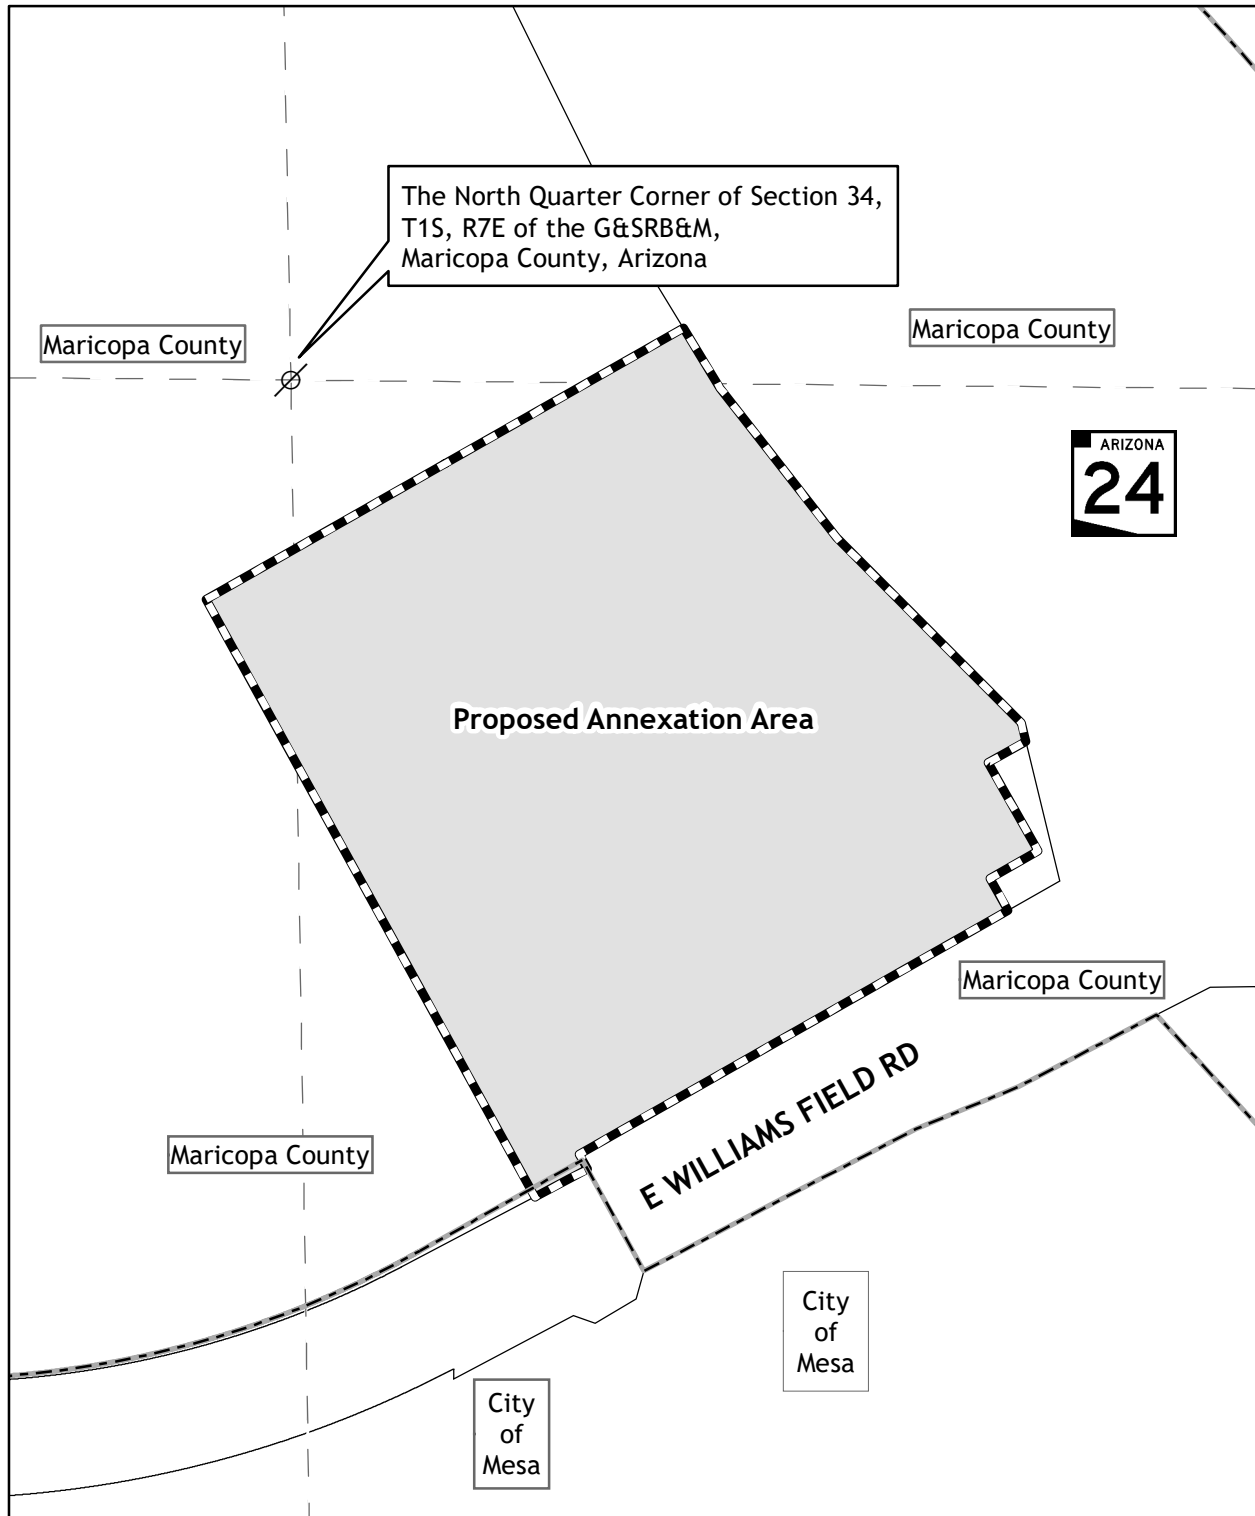 The North Quarter Corner of Section 34,
T1S, R7E of the G&SRB&M,
Maricopa County, Arizona
Maricopa County
Maricopa County
ARIZONA
24
Proposed Annexation Area
Maricopa County
E WILLIAMS FIELD RD
Maricopa County
City
of
Mesa
City
of
Mesa